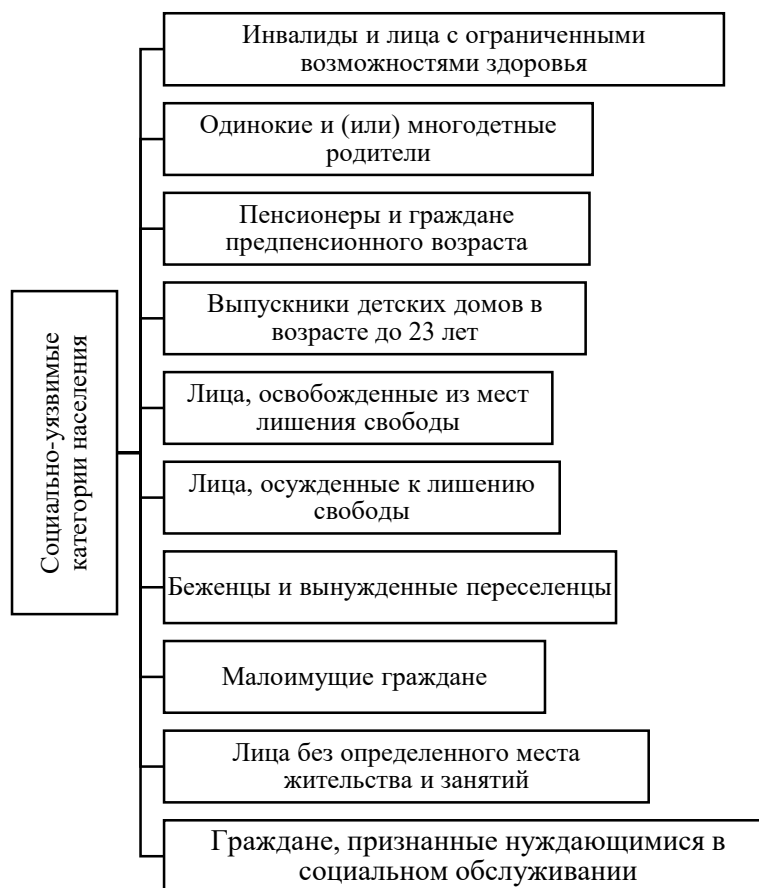 Социально-уязвимые
категории населения
Инвалиды и лица с ограниченными
возможностями здоровья
Одинокие и (или) многодетные
родители
Пенсионеры и граждане
предпенсионного возраста
Выпускники детских домов в
возрасте до 23 лет
Лица, освобожденные из мест
лишения свободы
Лица, осужденные к лишению
свободы
Беженцы и вынужденные переселенцы
Малоимущие граждане
Лица без определенного места
жительства и занятий
Граждане, признанные нуждающимися в
социальном обслуживании